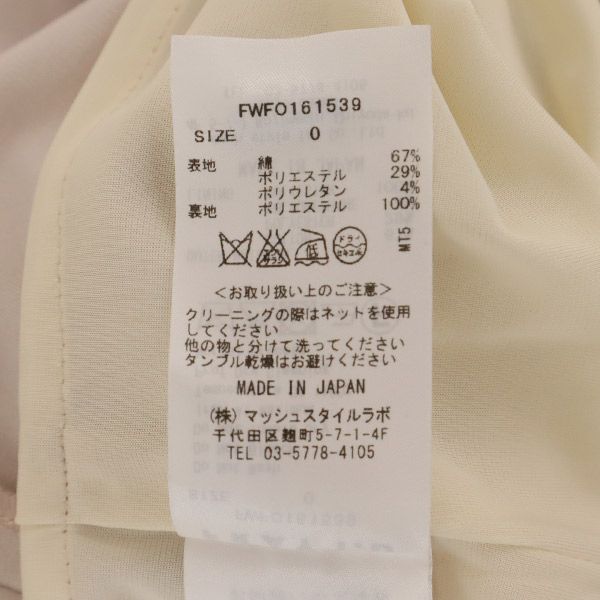 FWFO161539
SIZE 0
表地 綿 67%
ポリエステル 29%
ポリウレタン 4%
裏地 ポリエステル 100%
低 ドライ
MT5
<お取り扱い上のご注意>
クリーニングの際はネットを使用
してください
他の物と分けて洗ってください
タンブル乾燥はお避けください
MADE IN JAPAN
(株) マッシュスタイルラボ
千代田区麹町5-7-1-4F
TEL 03-5778-4105